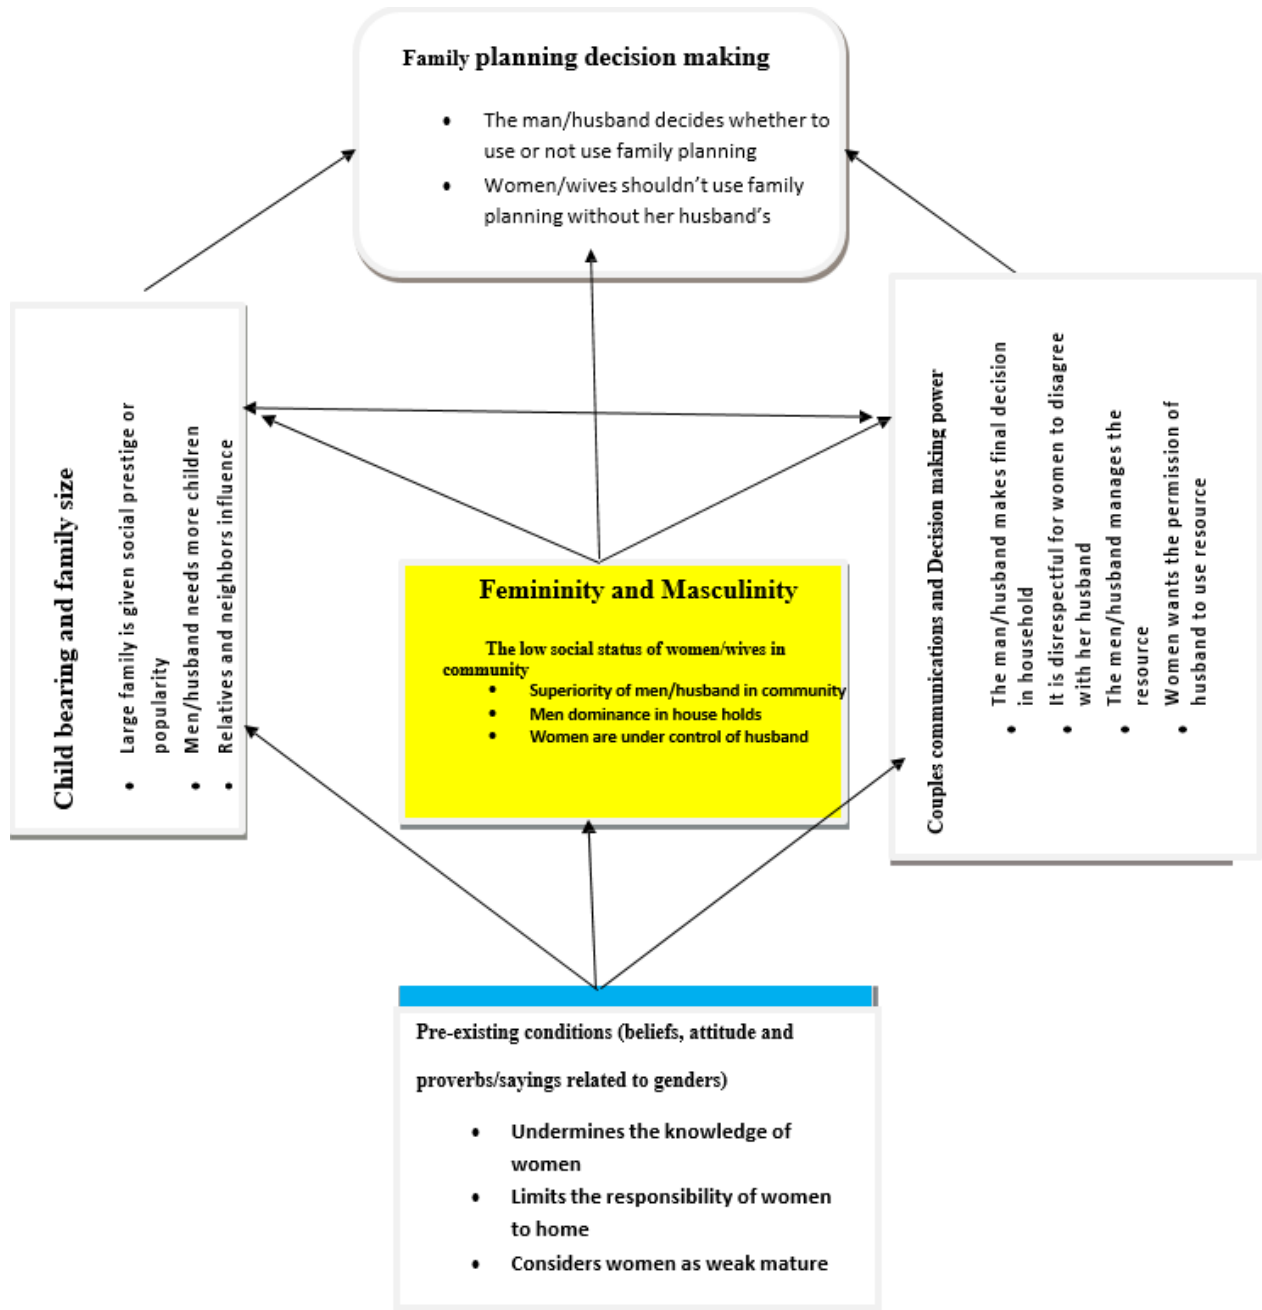 Family planning decision making
• The man/husband decides whether to
use or not use family planning
• Women/wives shouldn't use family
planning without her husband's
Child bearing and family size
• Large family is given social prestige or
popularity
• Men/husband needs more children
• Relatives and neighbors influence
Femininity and Masculinity
The low social status of women/wives in
community
• Superiority of men/husband in community
• Men dominance in house holds
• Women are under control of husband
Couples communications and Decision making power
• The man/husband makes final decision
in household
• It is disrespectful for women to disagree
with her husband
• The men/husband manages the
resource
• Women wants the permission of
husband to use resource
Pre-existing conditions (beliefs, attitude and
proverbs/sayings related to genders)
• Undermines the knowledge of
women
• Limits the responsibility of women
to home
• Considers women as weak mature